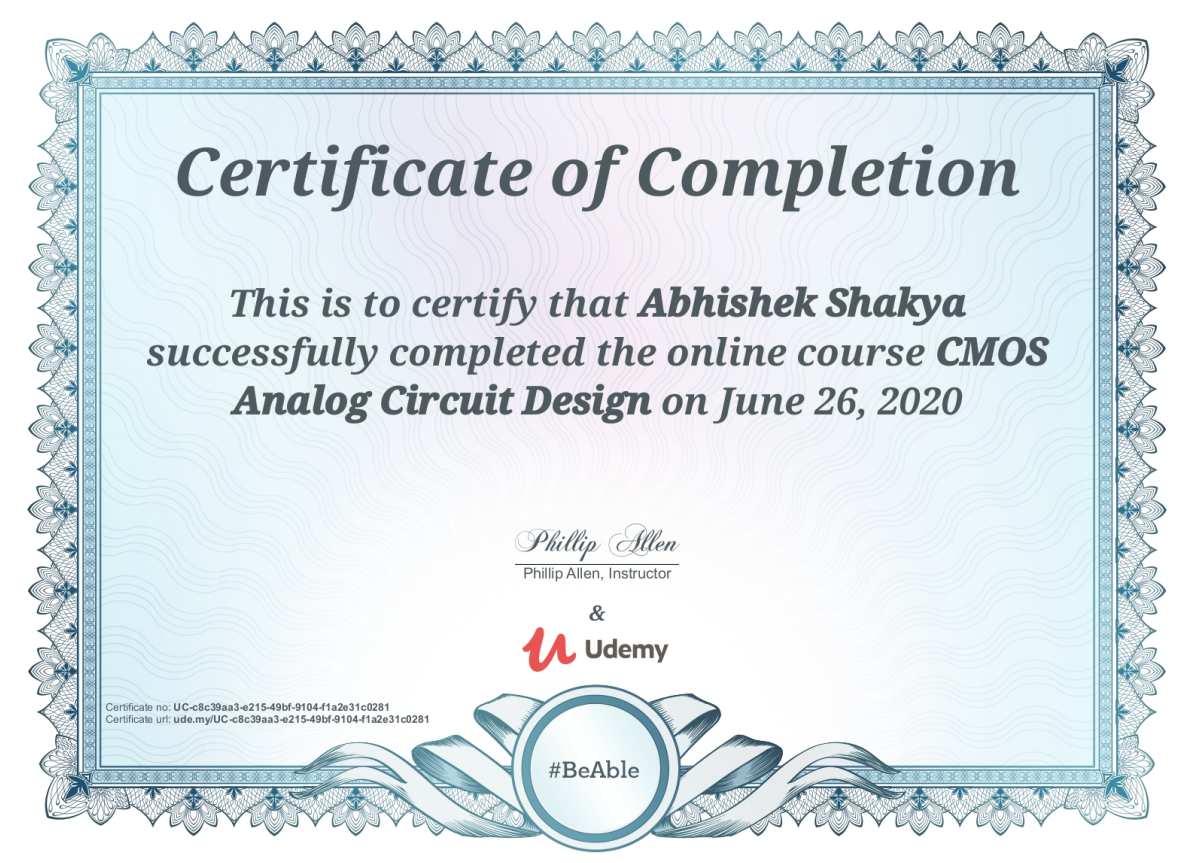 Certificate of Completion
This is to certify that Abhishek Shakya
successfully completed the online course CMOS
Analog Circuit Design on June 26, 2020
Phillip Allen
Phillip Allen, Instructor
&
Udemy
Certificate no: UC-c8c39aa3-e215-49bf-9104-f1a2e31c0281
Certificate url: ude.my/UC-c8c39aa3-e215-49bf-9104-f1a2e31c0281
#BeAble